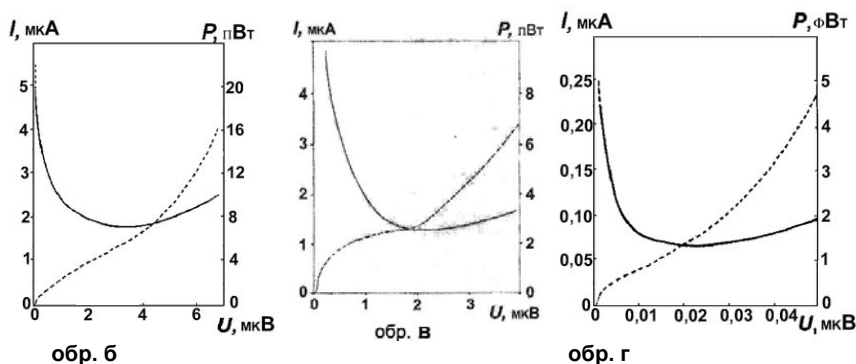 I, мкА P, пВт
5 20
4 16
3 12
2 8
1 4
0 0
0 2 4 6 U, мкВ
обр. б
I, мкА P, пВт
4 8
3 6
2 4
1 2
0 0
0 1 2 3 U, мкВ
обр. в
I, мкА P, фВт
0,25 5
0,20 4
0,15 3
0,10 2
0,05 1
0 0
0 0,01 0,02 0,03 0,04 U, мкВ
обр. г